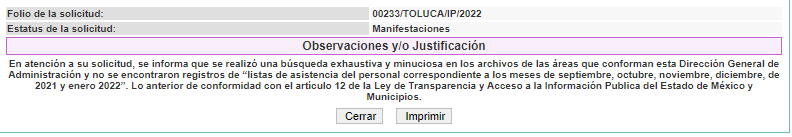 Folio de la solicitud: 00233/TOLUCA/IP/2022
Estatus de la solicitud: Manifestaciones
Observaciones y/o Justificación
En atención a su solicitud, se informa que se realizó una búsqueda exhaustiva y minuciosa en los archivos de las áreas que conforman esta Dirección General de
Administración y no se encontraron registros de “listas de asistencia del personal correspondiente a los meses de septiembre, octubre, noviembre, diciembre, de
2021 y enero 2022”. Lo anterior de conformidad con el artículo 12 de la Ley de Transparencia y Acceso a la Información Publica del Estado de México y
Municipios.
Cerrar Imprimir